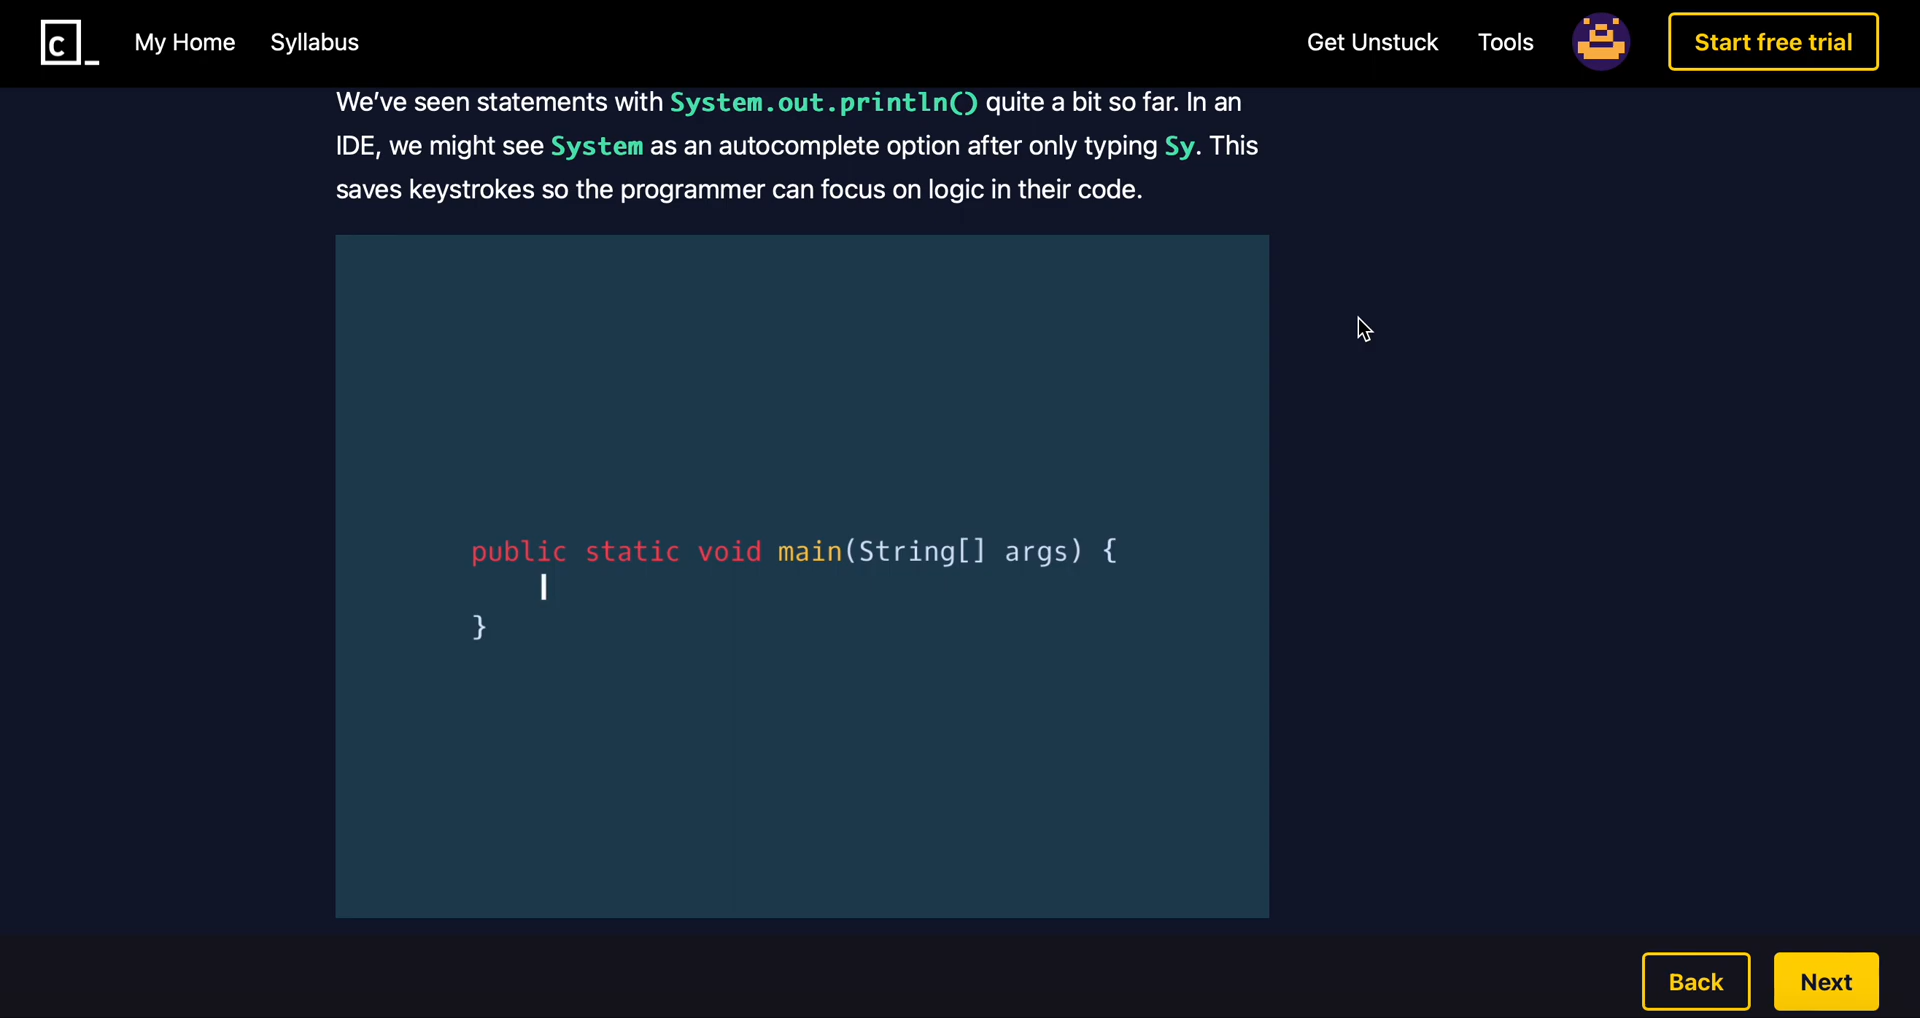 c_
My Home Syllabus Get Unstuck Tools Start free trial
We’ve seen statements with System.out.println() quite a bit so far. In an
IDE, we might see System as an autocomplete option after only typing Sy. This
saves keystrokes so the programmer can focus on logic in their code.
public static void main(String[] args) {
}
Back Next